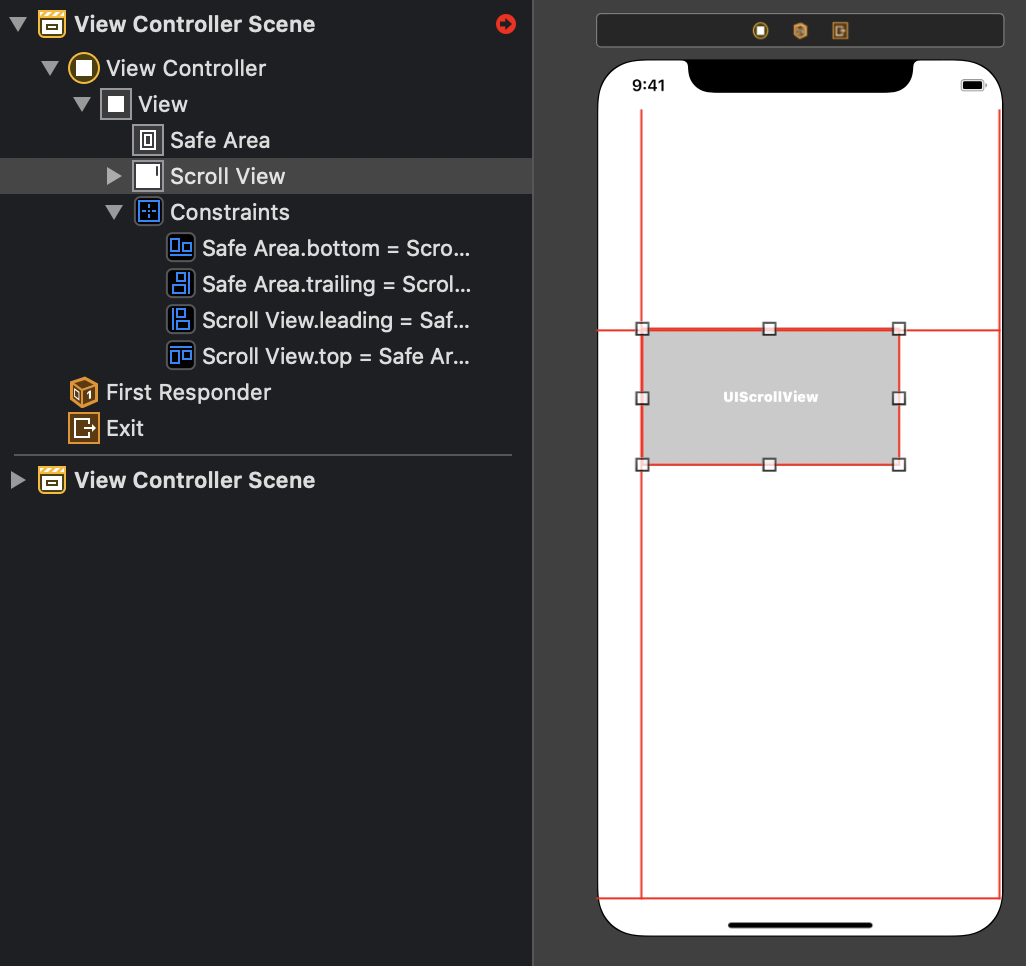 View Controller Scene
View Controller
View
Safe Area
Scroll View
Constraints
Safe Area.bottom = Scro...
Safe Area.trailing = Scrol...
Scroll View.leading = Saf...
Scroll View.top = Safe Ar...
First Responder
Exit
View Controller Scene
9:41
UIScrollView